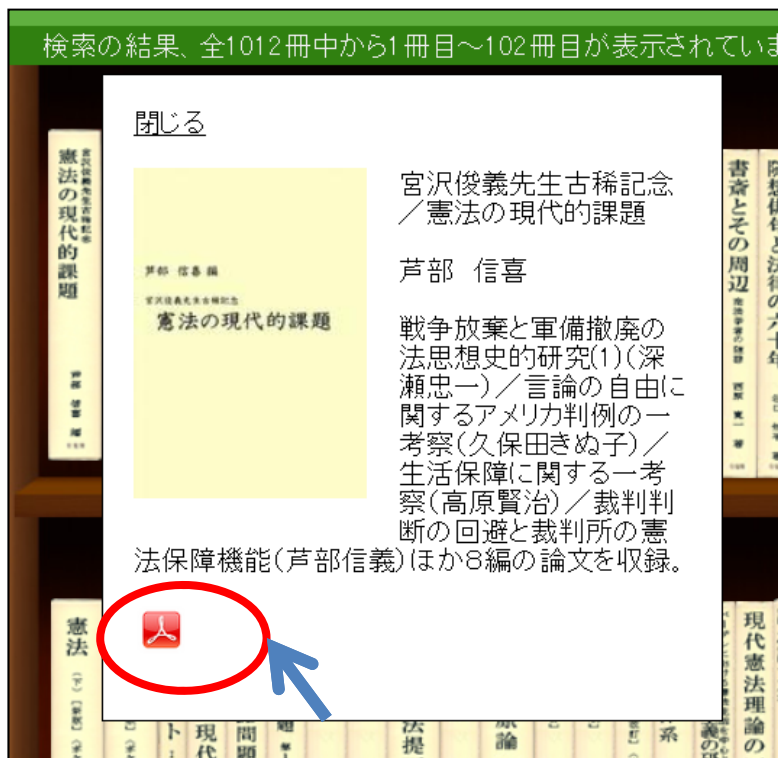 検索の結果、全1012冊中から1冊目～102冊目が表示されていま
閉じる
芦部 信喜 編
宮沢俊義先生古稀記念
憲法の現代的課題
宮沢俊義先生古稀記念
／憲法の現代的課題
芦部 信喜
戦争放棄と軍備撤廃の
法思想史的研究(1)(深
瀬忠一)／言論の自由に
関するアメリカ判例の一
考察(久保田きぬ子)／
生活保障に関する一考
察(高原賢治)／裁判判
断の回避と裁判所の憲
法保障機能(芦部信義)ほか8編の論文を収録。
宮沢俊義先生古稀記念
憲法の現代的課題
芦部 信喜 編
書斎とその周辺
憲法
（下）
［新版］
現代憲法理論の